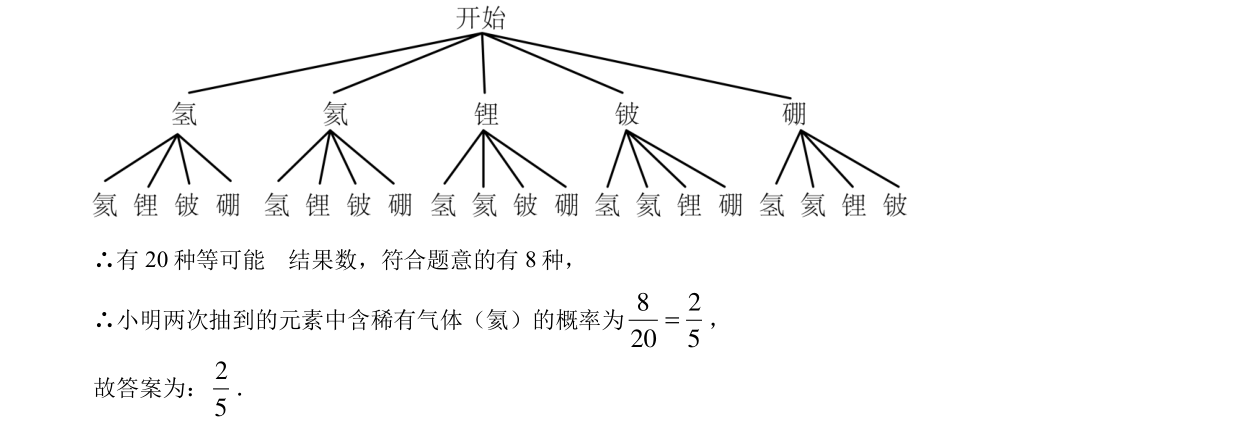 开始
氢 氦 锂 铍 硼
氦 锂 铍 硼 氢 锂 铍 硼 氢 氦 铍 硼 氢 氦 锂 硼 氢 氦 锂 铍
∴有 20 种等可能 结果数，符合题意的有 8 种，
∴小明两次抽到的元素中含稀有气体（氦）的概率为 8/20 = 2/5，
故答案为：2/5．